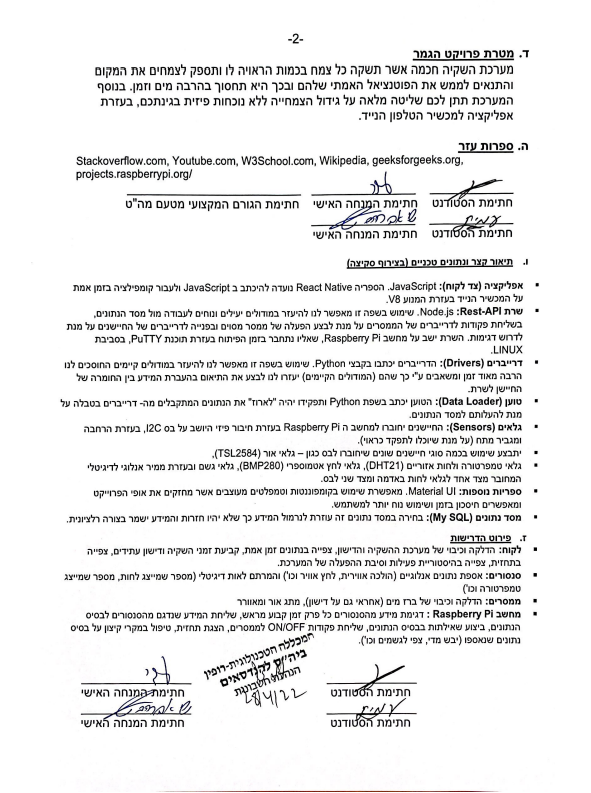 -2-
ד. מטרת פרויקט הגמר
מערכת השקיה חכמה אשר תשקה כל צמח בכמות הראויה לו ותספק לצמחים את המקום
והתנאים לממש את הפוטנציאל האמתי שלהם ובכך היא תחסוך בהרבה מים וזמן. בנוסף
המערכת תתן לכם שליטה מלאה על גידול הצמחייה ללא נוכחות פיזית בגינתכם, בעזרת
אפליקציה למכשיר הטלפון הנייד.
ה. ספרות עזר
Stackoverflow.com, Youtube.com, W3School.com, Wikipedia, geeksforgeeks.org,
projects.raspberrypi.org/
חתימת הסטודנט חתימת המנחה האישי חתימת הגורם המקצועי מטעם מה"ט
עמית
חתימת הסטודנט חתימת המנחה האישי
ו. תיאור קצר ונתונים טכניים (בצירוף סקיצה)
אפליקציה (צד לקוח): JavaScript. הספריה React Native נועדה להיכתב ב JavaScript ולעבור קומפילציה בזמן אמת
על המכשיר הנייד בעזרת המנוע V8.
שרת Rest-API: Node.js. שימוש בשפה זו מאפשר לנו להיעזר במודולים יעילים ונוחים לעבודה מול מסד הנתונים,
בשליחת פקודות לדרייברים של הממסרים על מנת לבצע הפעלה של ממסר מסוים ובפנייה לדרייברים של החיישנים על מנת
לדרוש דגימות. השרת ישב על מחשב Raspberry Pi, שאליו נתחבר בזמן הפיתוח בעזרת תוכנת PuTTY, בסביבת
LINUX.
דרייברים (Drivers): הדרייברים יכתבו בקבצי Python. שימוש בשפה זו מאפשר לנו להיעזר במודולים קיימים החוסכים לנו
הרבה מאוד זמן ומשאבים ע"י כך שהם (המודולים הקיימים) יעזרו לנו לבצע את התיאום בהעברת המידע בין החומרה של
החיישן לשרת.
טוען (Data Loader): הטוען יכתב בשפת Python ותפקידו יהיה "לארוז" את הנתונים המתקבלים מה- דרייברים בטבלה על
מנת להעלותם למסד הנתונים.
גלאים (Sensors): החיישנים יחוברו למחשב ה Raspberry Pi בעזרת חיבור פיזי היושב על בס I2C, בעזרת הרחבה
ומגביר מתח (על מנת שיוכלו לתפקד כראוי).
יתבצע שימוש בכמה סוגי חיישנים שונים שיחוברו לבס כגון – גלאי אור (TSL2584),
גלאי טמפרטורה ולחות אזוריים (DHT21), גלאי לחץ אטמוספרי (BMP280), גלאי גשם ובעזרת ממיר אנלוגי לדיגיטלי
המחובר מצד אחד לגלאי לחות באדמה ומצד שני לבס.
ספריות נוספות: Material UI. מאפשרת שימוש בקומפוננטות וטמפלטים מעוצבים אשר מחזקים את אופי הפרוייקט
ומאפשרים חיסכון בזמן ושימוש נוח יותר למשתמש.
מסד נתונים (My SQL): בחירה במסד נתונים זה עוזרת לנרמול המידע כך שלא יהיו חזרות והמידע ישמר בצורה רלציונית.
ז. פירוט הדרישות
לקוח: הדלקה וכיבוי של מערכת ההשקיה והדישון, צפייה בנתונים זמן אמת, קביעת זמני השקיה ודישון עתידים, צפייה
בתחזית, צפייה בהיסטוריית פעילות וסיבת ההפעלה של המערכת.
סנסורים: אספת נתונים אנלוגיים (הולכה אווירית, לחץ אוויר וכו') והמרתם לאות דיגיטלי (מספר שמייצג לחות, מספר שמייצג
טמפרטורה וכו')
ממסרים: הדלקה וכיבוי של ברז מים (אחראי גם על דישון), מתג אור ומאוורר
מחשב Raspberry Pi : דגימת מידע מהסנסורים כל פרק זמן קבוע מראש, שליחת המידע שנדגם מהסנסורים לבסיס
הנתונים, ביצוע שאילתות בבסיס הנתונים, שליחת פקודות ON/OFF לממסרים, הצגת תחזית, טיפול במקרי קיצון על בסיס
נתונים שנאספו (יבש מדי, צפי לגשמים וכו').
המכללה הטכנולוגית-רופין
ביה"ס להנדסאים
28/4/22
חתימת הסטודנט חתימת המנחה האישי
עמית
חתימת הסטודנט חתימת המנחה האישי